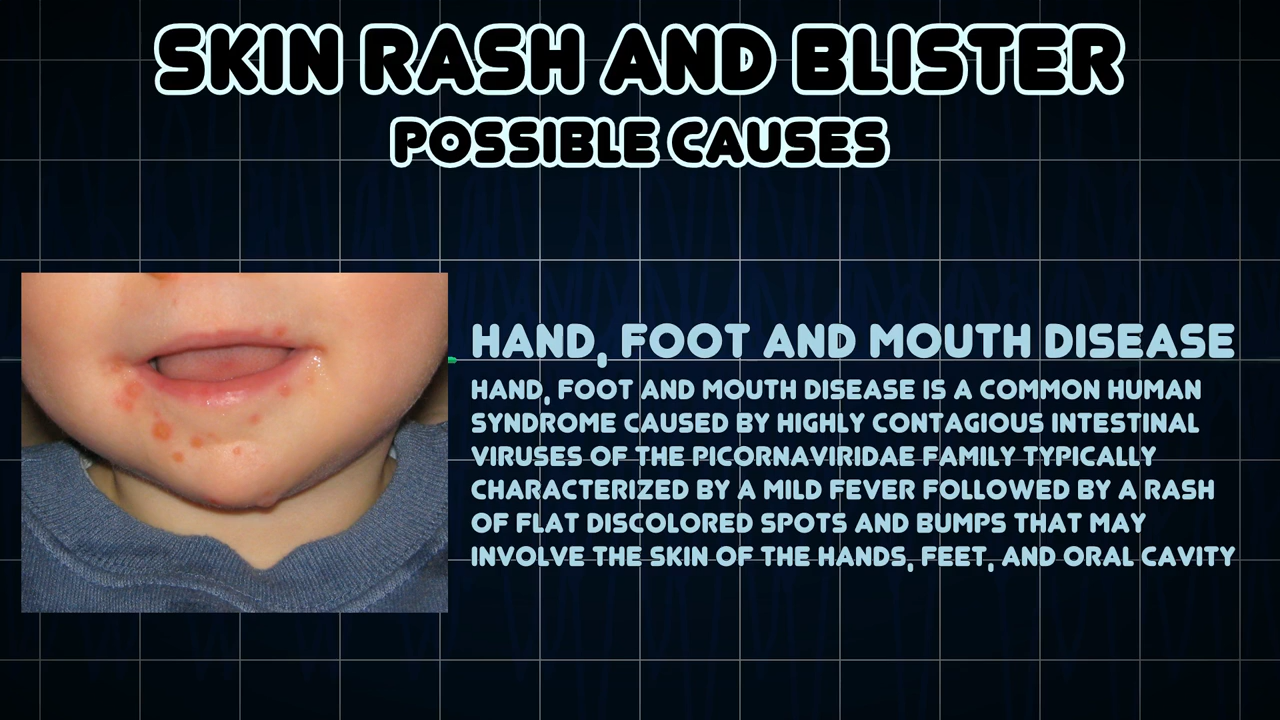 SKIN RASH AND BLISTER
POSSIBLE CAUSES
HAND, FOOT AND MOUTH DISEASE
HAND, FOOT AND MOUTH DISEASE IS A COMMON HUMAN
SYNDROME CAUSED BY HIGHLY CONTAGIOUS INTESTINAL
VIRUSES OF THE PICORNAVIRIDAE FAMILY TYPICALLY
CHARACTERIZED BY A MILD FEVER FOLLOWED BY A RASH
OF FLAT DISCOLORED SPOTS AND BUMPS THAT MAY
INVOLVE THE SKIN OF THE HANDS, FEET, AND ORAL CAVITY